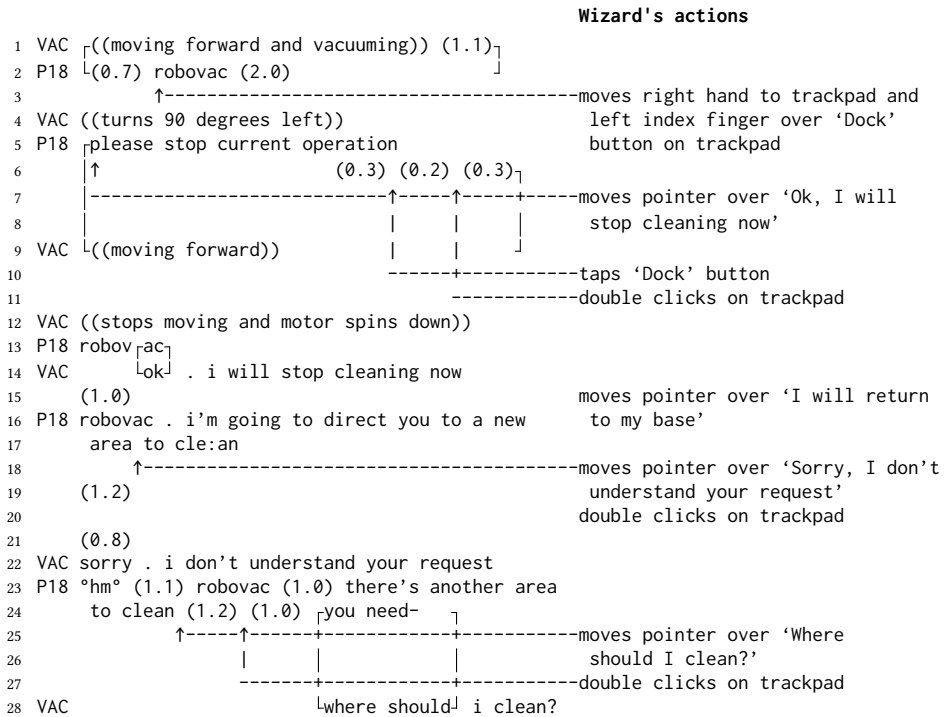 Wizard's actions
1 VAC ┌((moving forward and vacuuming)) (1.1)┐
2 P18 └(0.7) robovac (2.0) ┘
3 ↑--------------------------------------moves right hand to trackpad and
4 VAC ((turns 90 degrees left)) left index finger over ‘Dock’
5 P18 ┌please stop current operation button on trackpad
6 │↑ (0.3) (0.2) (0.3)┐
7 │----------------------------↑-----↑-----+-----moves pointer over ‘Ok, I will
8 │ | | │ stop cleaning now’
9 VAC └((moving forward)) | | ┘
10 ------+-----------taps ‘Dock’ button
11 ------------double clicks on trackpad
12 VAC ((stops moving and motor spins down))
13 P18 robov┌ac┐
14 VAC └ok┘ . i will stop cleaning now
15 (1.0) moves pointer over ‘I will return
16 P18 robovac . i’m going to direct you to a new to my base’
17 area to cle:an
18 ↑----------------------------------------moves pointer over ‘Sorry, I don’t
19 (1.2) understand your request’
20 double clicks on trackpad
21 (0.8)
22 VAC sorry . i don’t understand your request
23 P18 °hm° (1.1) robovac (1.0) there’s another area
24 to clean (1.2) (1.0) ┌you need- ┐
25 ↑-----↑------+------------+-----------moves pointer over ‘Where
26 | │ │ should I clean?’
27 -------+------------+-----------double clicks on trackpad
28 VAC └where should┘ i clean?